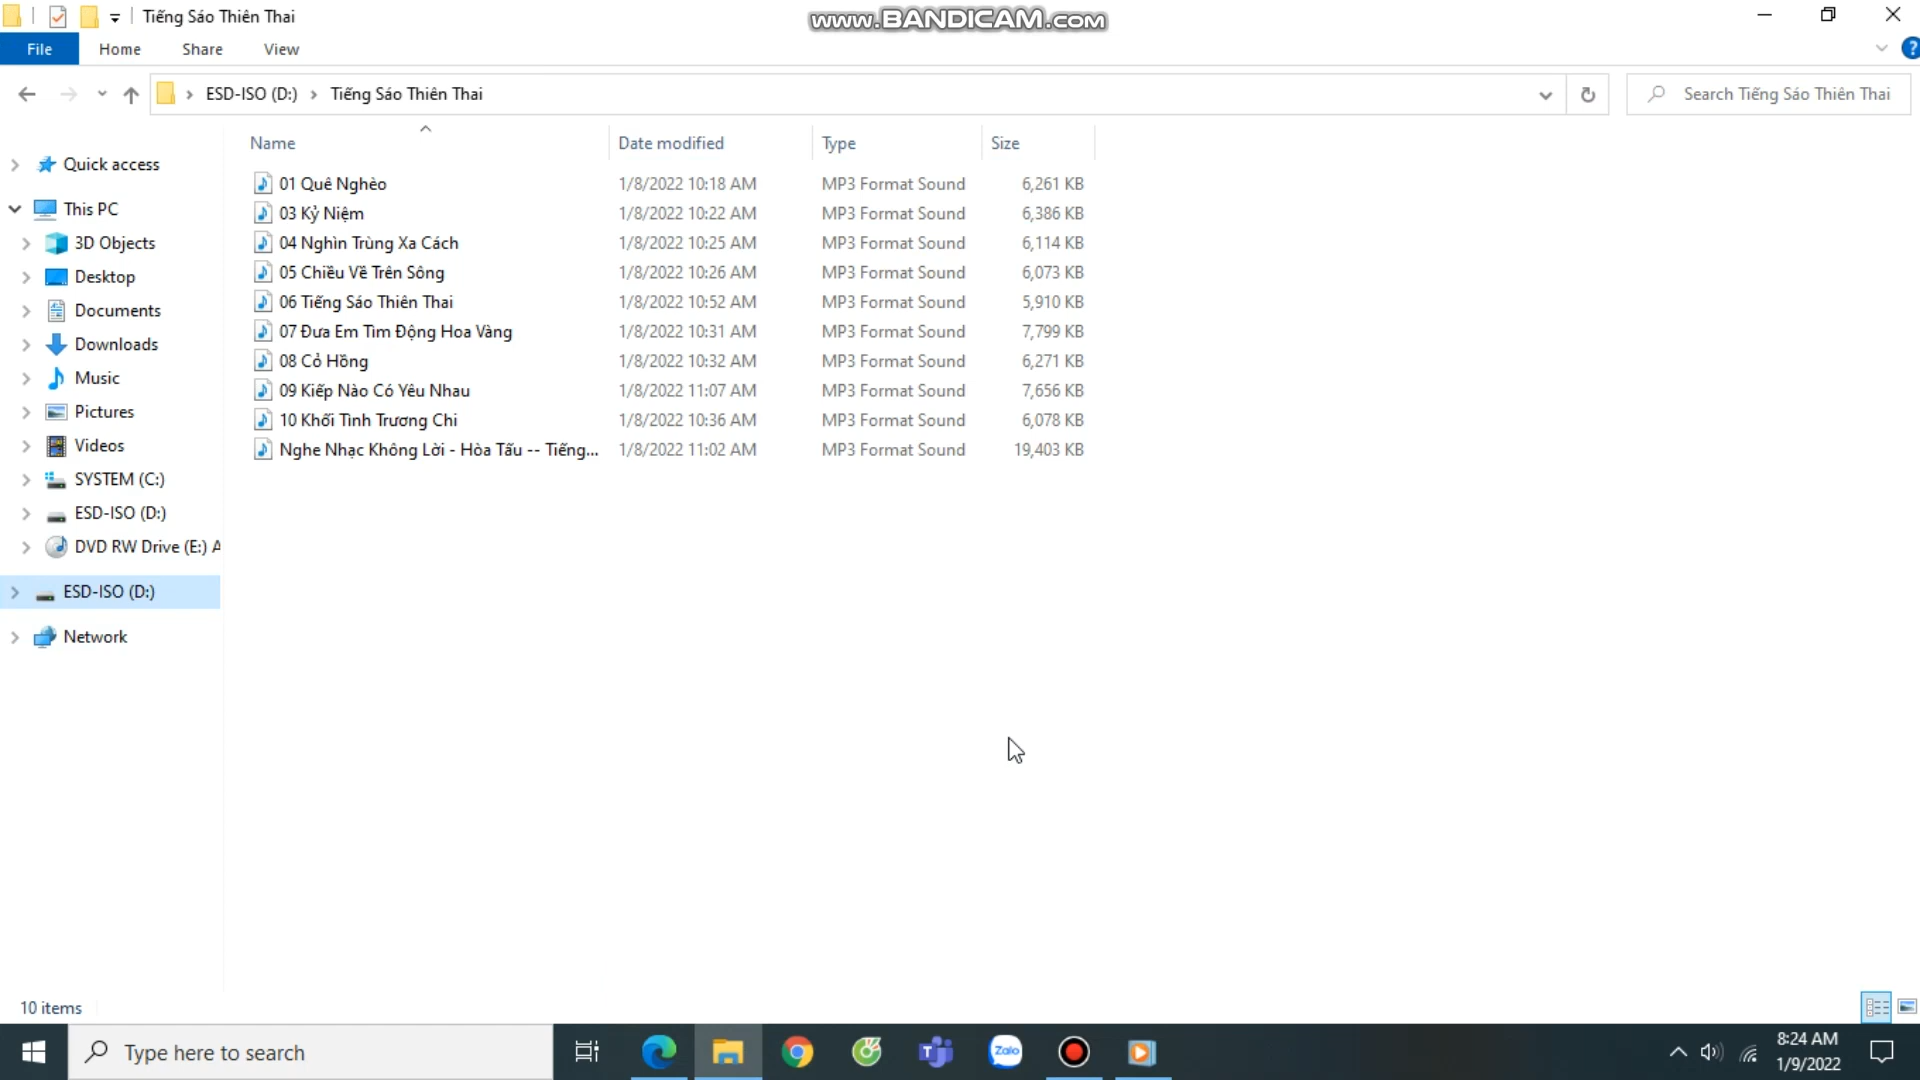 Tiếng Sáo Thiên Thai
www.BANDICAM.com
File Home Share View
?
ESD-ISO (D:) Tiếng Sáo Thiên Thai
Search Tiếng Sáo Thiên Thai
Name Date modified Type Size
Quick access
This PC
3D Objects
Desktop
Documents
Downloads
Music
Pictures
Videos
SYSTEM (C:)
ESD-ISO (D:)
DVD RW Drive (E:) A
ESD-ISO (D:)
Network
01 Quê Nghèo 1/8/2022 10:18 AM MP3 Format Sound 6,261 KB
03 Kỷ Niệm 1/8/2022 10:22 AM MP3 Format Sound 6,386 KB
04 Nghìn Trùng Xa Cách 1/8/2022 10:25 AM MP3 Format Sound 6,114 KB
05 Chiều Về Trên Sông 1/8/2022 10:26 AM MP3 Format Sound 6,073 KB
06 Tiếng Sáo Thiên Thai 1/8/2022 10:52 AM MP3 Format Sound 5,910 KB
07 Đưa Em Tìm Động Hoa Vàng 1/8/2022 10:31 AM MP3 Format Sound 7,799 KB
08 Cỏ Hồng 1/8/2022 10:32 AM MP3 Format Sound 6,271 KB
09 Kiếp Nào Có Yêu Nhau 1/8/2022 11:07 AM MP3 Format Sound 7,656 KB
10 Khối Tình Trương Chi 1/8/2022 10:36 AM MP3 Format Sound 6,078 KB
Nghe Nhạc Không Lời - Hòa Tấu -- Tiếng... 1/8/2022 11:02 AM MP3 Format Sound 19,403 KB
10 items
Type here to search
Zalo
8:24 AM
1/9/2022